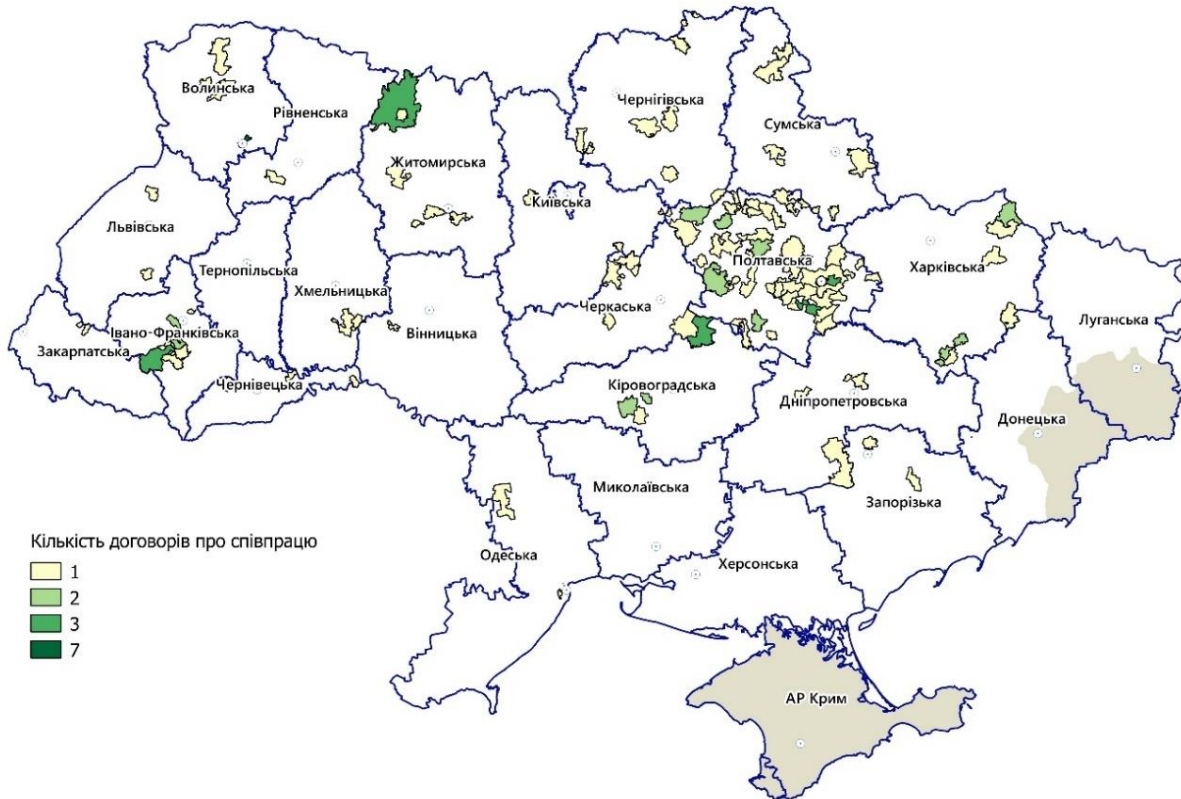 Волинська
Рівненська
Чернігівська
Сумська
Житомирська
Київська
Львівська
Тернопільська
Хмельницька
Полтавська
Харківська
Черкаська
Вінницька
Луганська
Івано-Франківська
Закарпатська
Чернівецька
Кіровоградська
Дніпропетровська
Донецька
Миколаївська
Запорізька
Одеська
Херсонська
АР Крим
Кількість договорів про співпрацю
1
2
3
7